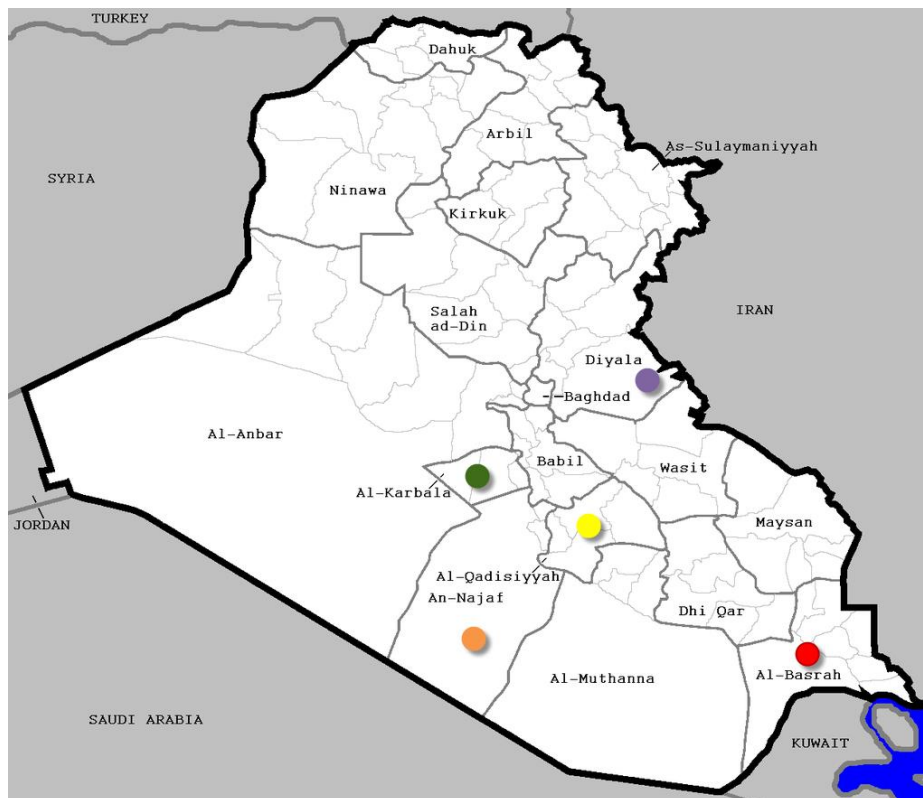 TURKEY
Dahuk
Arbil
As-Sulaymaniyyah
SYRIA
Ninawa
Kirkuk
Salah
ad-Din
IRAN
Diyala
Baghdad
Al-Anbar
Babil
Wasit
Al-Karbala
JORDAN
Maysan
Al-Qadisiyyah
An-Najaf
Dhi Qar
Al-Muthanna
Al-Basrah
SAUDI ARABIA
KUWAIT